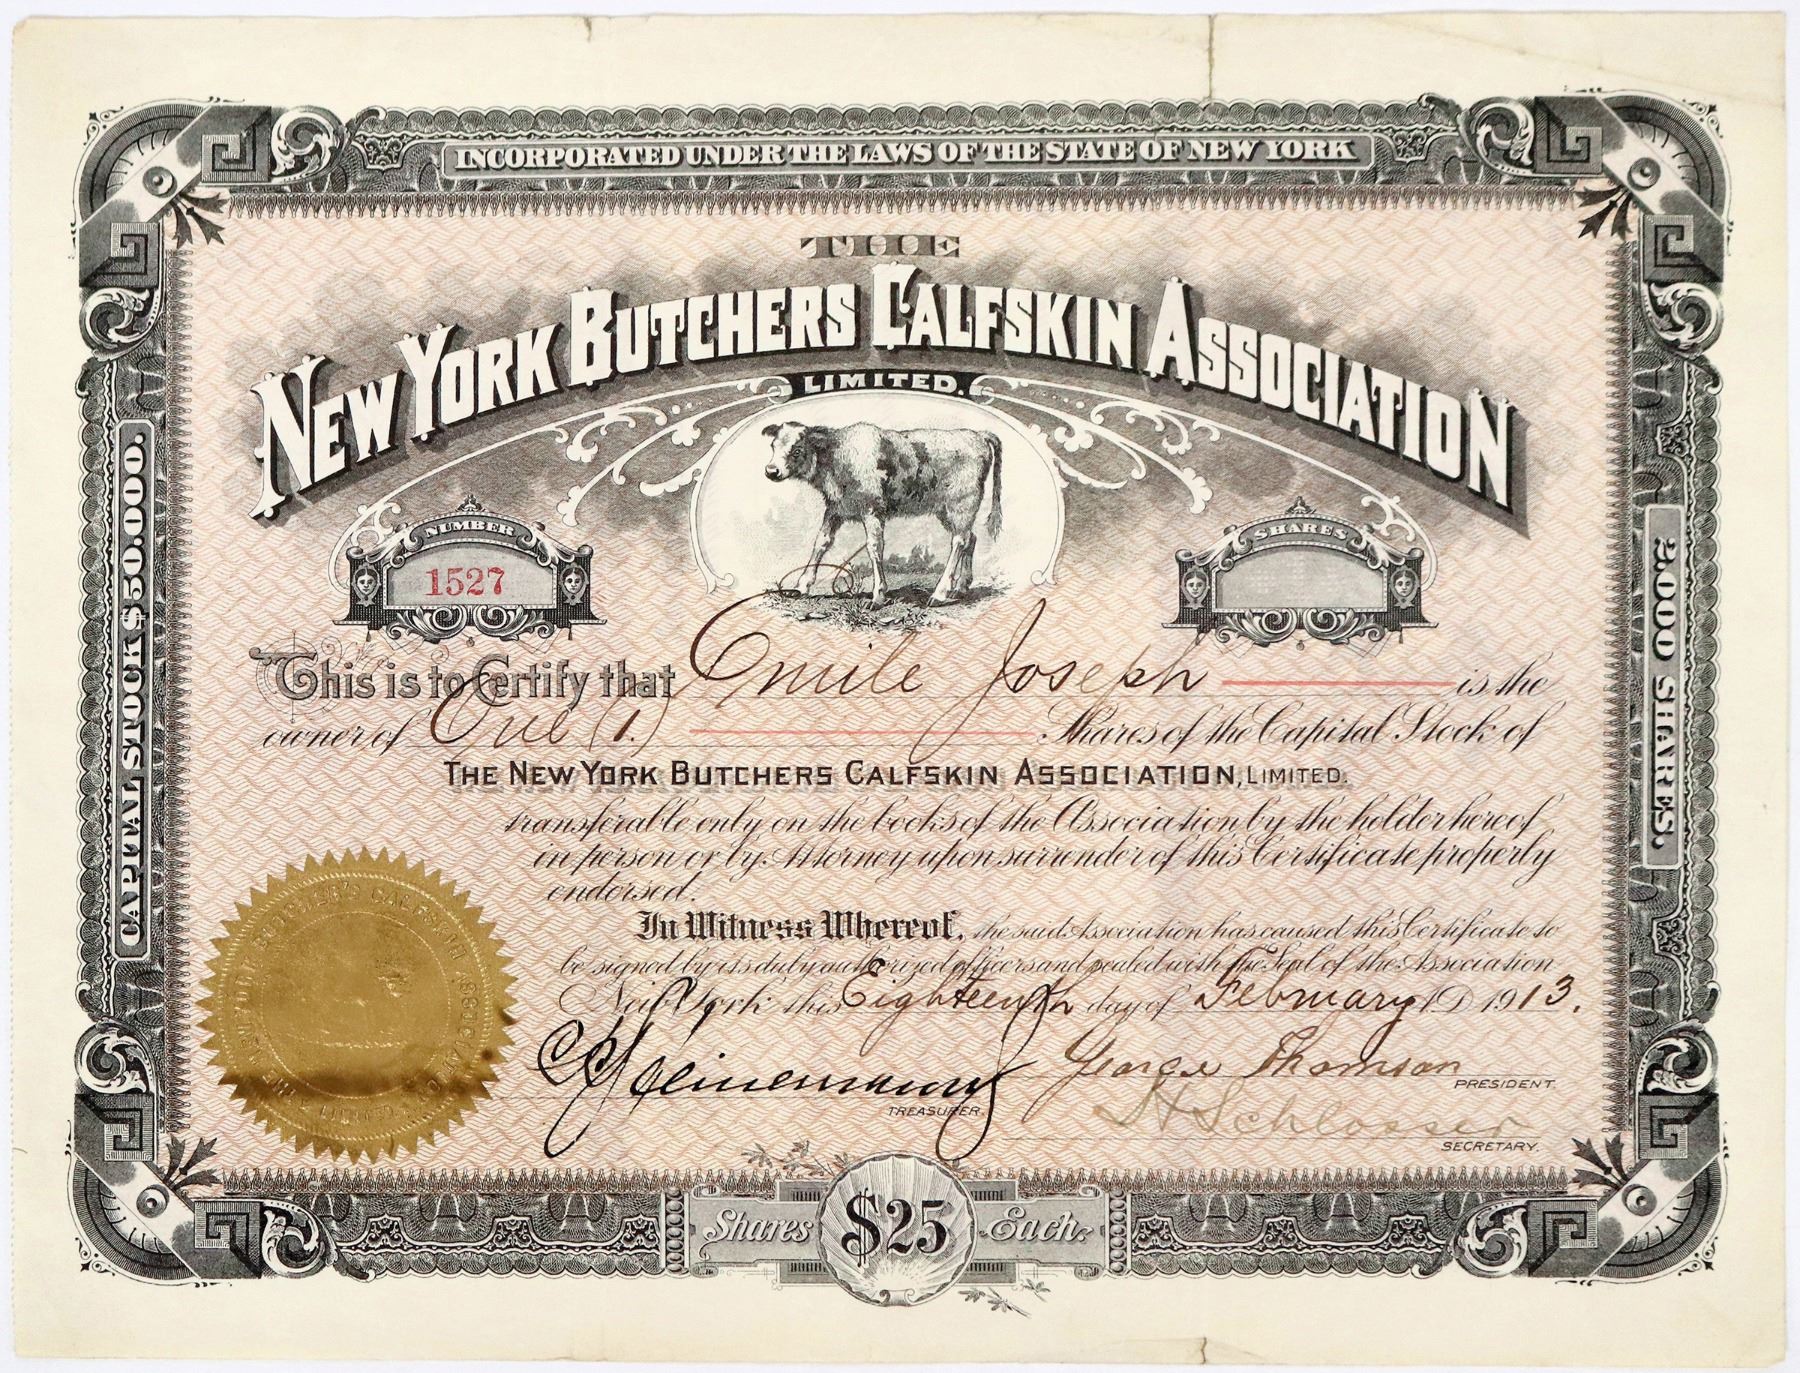 INCORPORATED UNDER THE LAWS OF THE STATE OF NEW YORK
THE
NEW YORK BUTCHERS CALFSKIN ASSOCIATION
LIMITED.
CAPITAL STOCK $50.000.
2.000 SHARES.
NUMBER
1527
SHARES
This is to Certify that Emile Joseph is the
owner of One (1.) Shares of the Capital Stock of
THE NEW YORK BUTCHERS CALFSKIN ASSOCIATION, LIMITED.
transferable only on the books of the Association by the holder hereof
in person or by Attorney upon surrender of this Certificate properly
endorsed.
In Witness Whereof, the said Association has caused this Certificate to
be signed by its duly authorized officers and sealed with the Seal of the Association
New York this Eighteenth day of February A.D. 1913.
George Thomson
PRESIDENT.
TREASURER.
H Schlosser
SECRETARY.
Shares $25 Each.